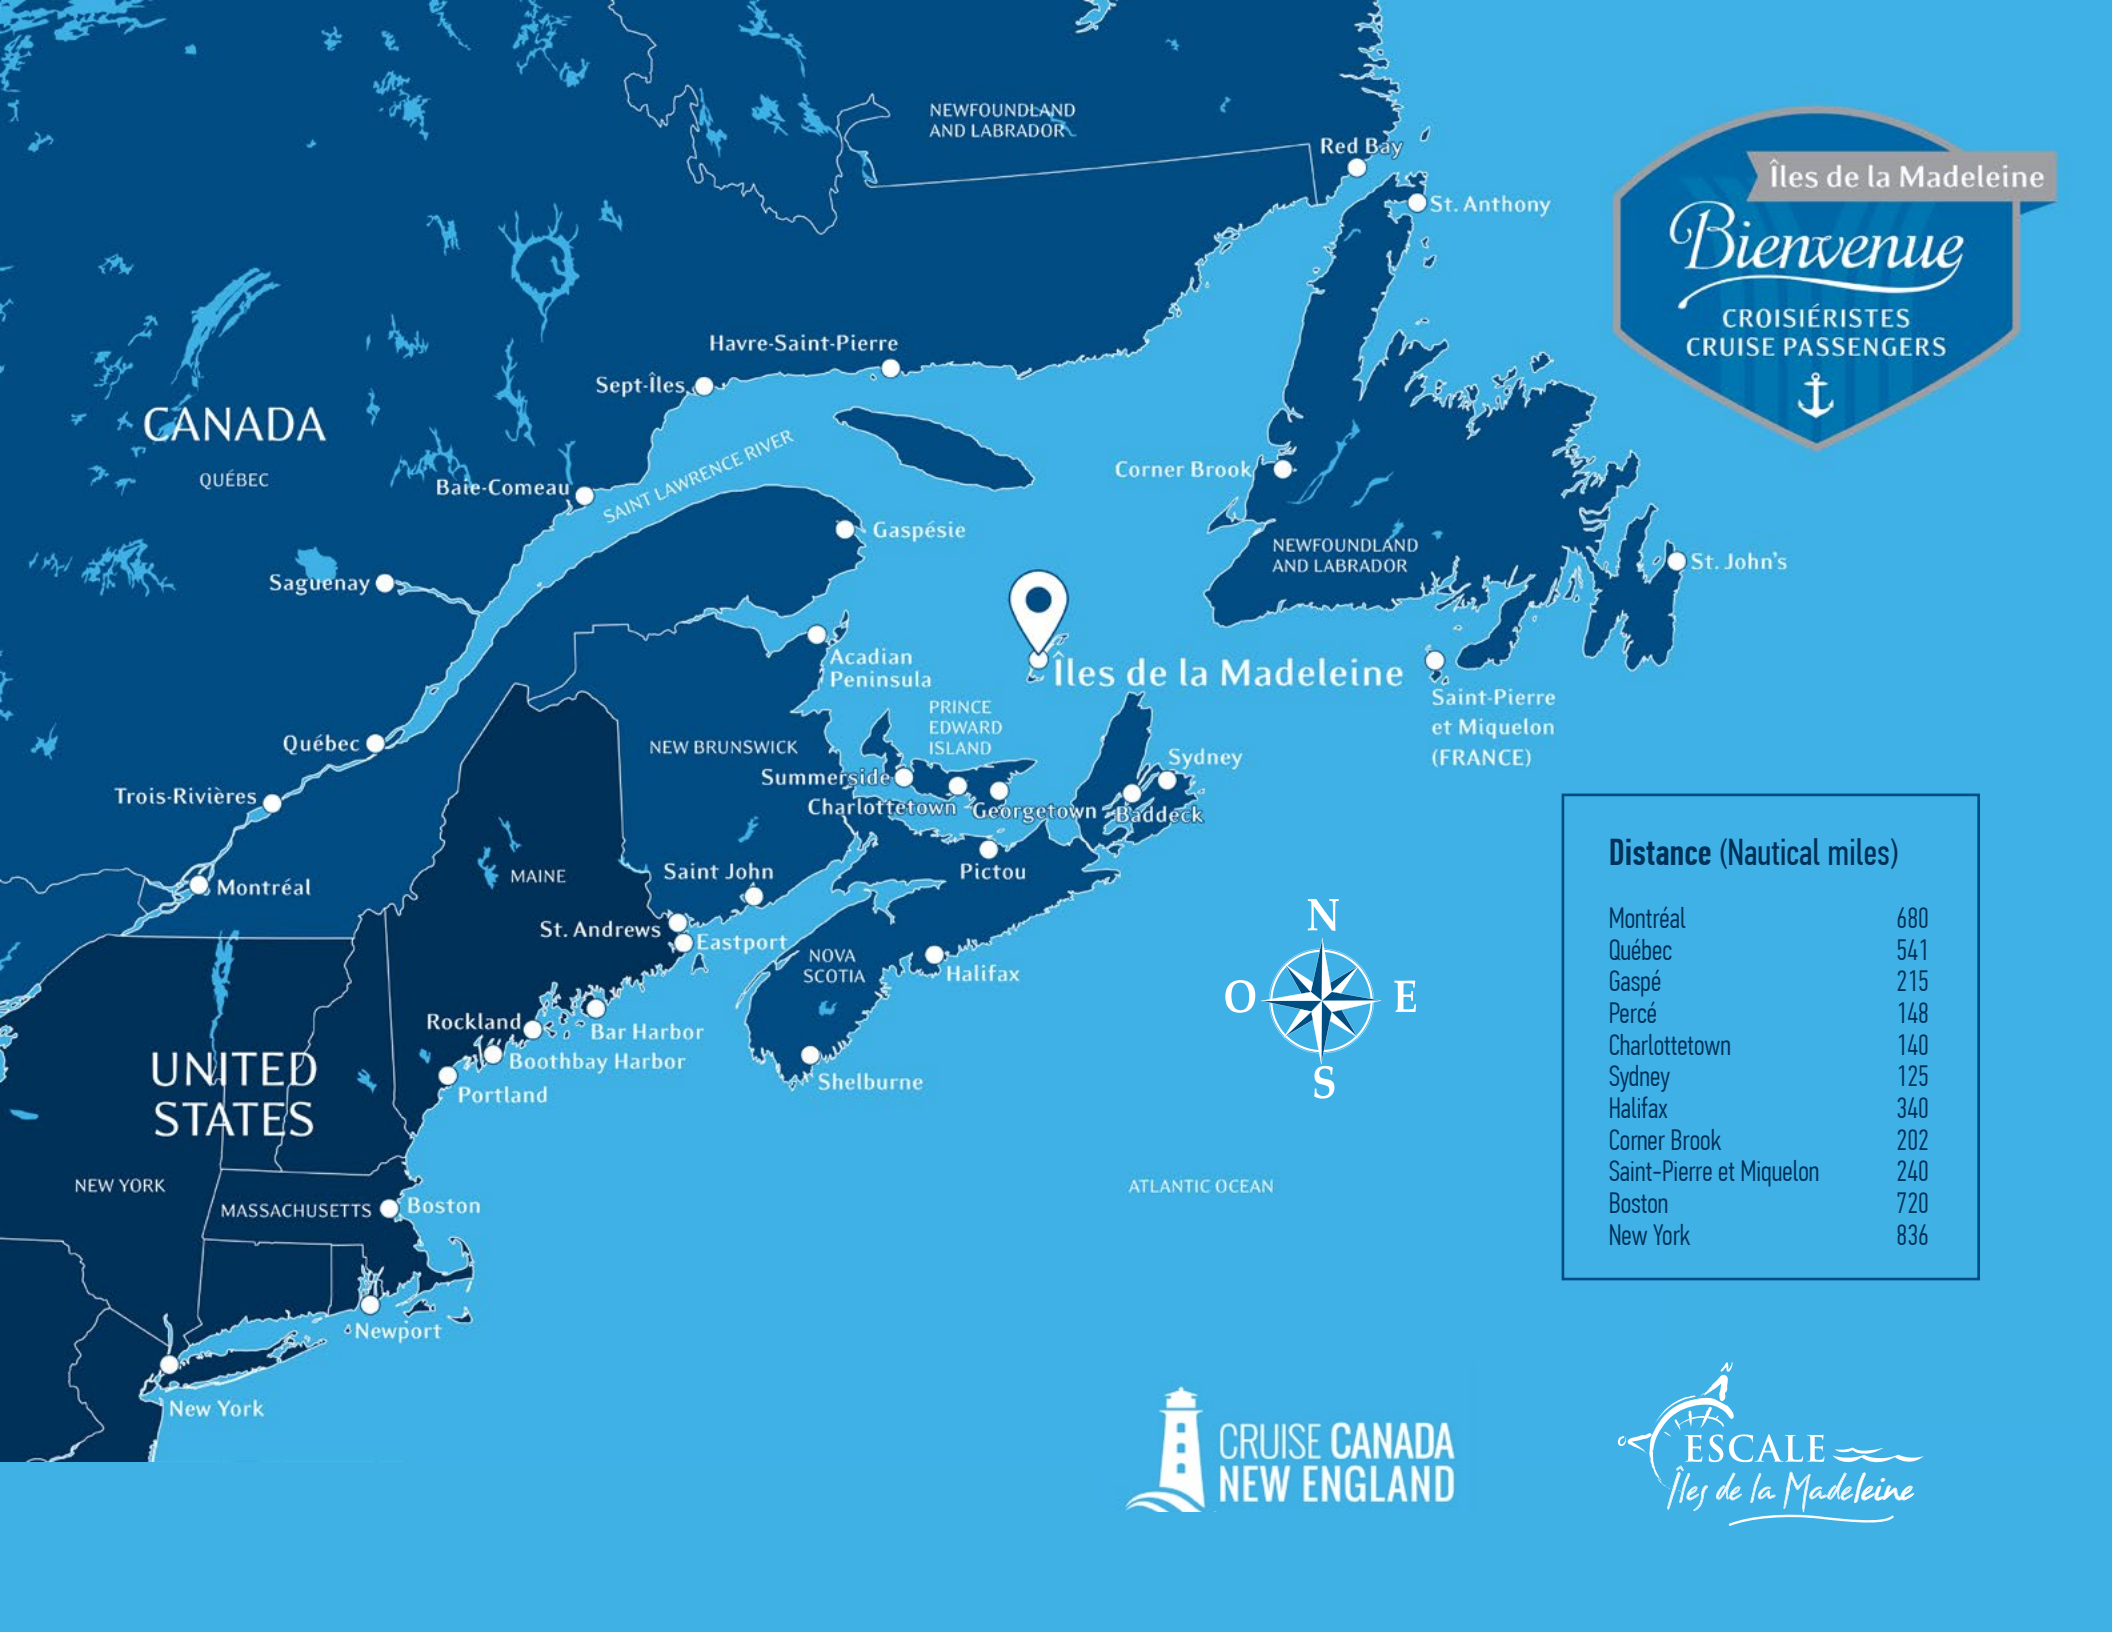 NEWFOUNDLAND
AND LABRADOR
Red Bay
St. Anthony
Îles de la Madeleine
Bienvenue
CROISIÉRISTES
CRUISE PASSENGERS
Havre-Saint-Pierre
Sept-Îles
CANADA
QUÉBEC
SAINT LAWRENCE RIVER
Baie-Comeau
Corner Brook
Gaspésie
NEWFOUNDLAND
AND LABRADOR
St. John's
Saguenay
Acadian
Peninsula
Îles de la Madeleine
Saint-Pierre
et Miquelon
(FRANCE)
PRINCE
EDWARD
ISLAND
Québec
NEW BRUNSWICK
Sydney
Summerside
Trois-Rivières
Charlottetown
Georgetown
Baddeck
Montréal
MAINE
Saint John
Pictou
St. Andrews
Eastport
NOVA
SCOTIA
Halifax
Rockland
Bar Harbor
Boothbay Harbor
Portland
Shelburne
UNITED
STATES
NEW YORK
MASSACHUSETTS
Boston
ATLANTIC OCEAN
Newport
New York
N
O
E
S
Distance (Nautical miles)
Montréal 680
Québec 541
Gaspé 215
Percé 148
Charlottetown 140
Sydney 125
Halifax 340
Corner Brook 202
Saint-Pierre et Miquelon 240
Boston 720
New York 836
CRUISE CANADA
NEW ENGLAND
ESCALE
Îles de la Madeleine